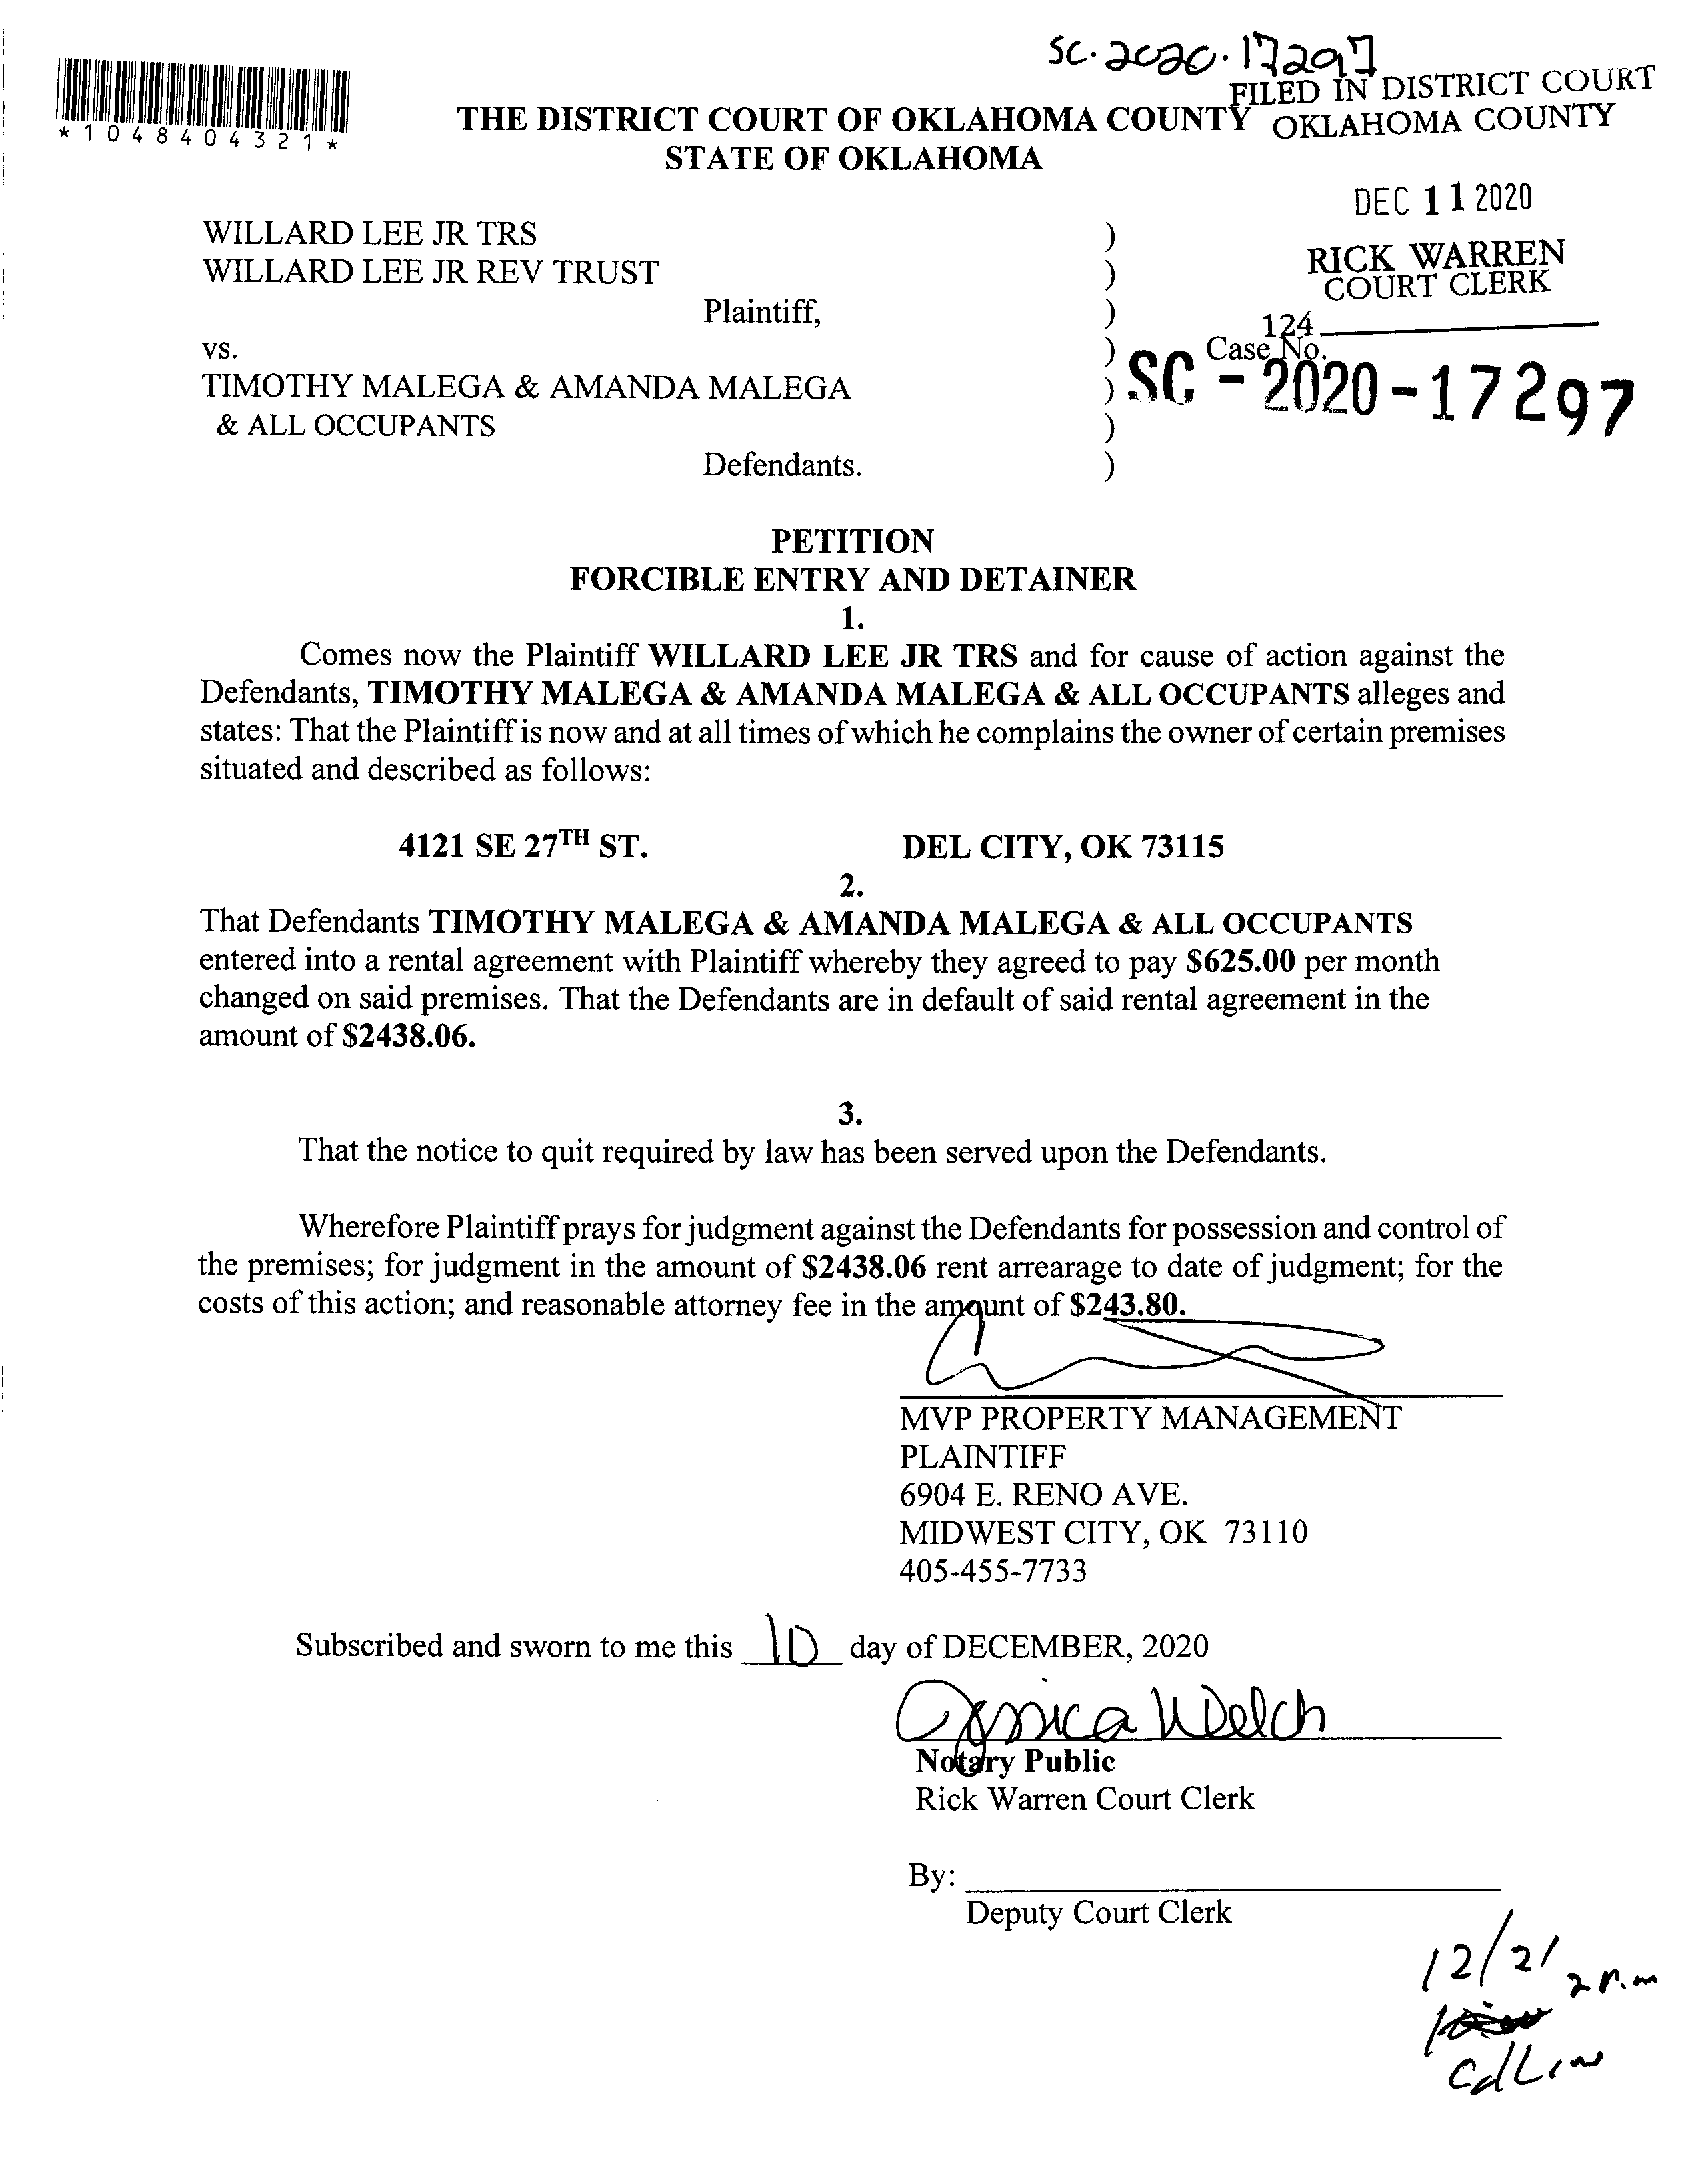 SC-2020-17297
*1048404321*
FILED IN DISTRICT COURT
OKLAHOMA COUNTY
THE DISTRICT COURT OF OKLAHOMA COUNTY
STATE OF OKLAHOMA
DEC 11 2020
RICK WARREN
COURT CLERK
124
WILLARD LEE JR TRS )
WILLARD LEE JR REV TRUST )
Plaintiff, )
vs. ) Case No.
TIMOTHY MALEGA & AMANDA MALEGA ) SC - 2020 - 17297
& ALL OCCUPANTS )
Defendants. )
PETITION
FORCIBLE ENTRY AND DETAINER
1.
Comes now the Plaintiff WILLARD LEE JR TRS and for cause of action against the
Defendants, TIMOTHY MALEGA & AMANDA MALEGA & ALL OCCUPANTS alleges and
states: That the Plaintiff is now and at all times of which he complains the owner of certain premises
situated and described as follows:
4121 SE 27TH ST. DEL CITY, OK 73115
2.
That Defendants TIMOTHY MALEGA & AMANDA MALEGA & ALL OCCUPANTS
entered into a rental agreement with Plaintiff whereby they agreed to pay $625.00 per month
changed on said premises. That the Defendants are in default of said rental agreement in the
amount of $2438.06.
3.
That the notice to quit required by law has been served upon the Defendants.
Wherefore Plaintiff prays for judgment against the Defendants for possession and control of
the premises; for judgment in the amount of $2438.06 rent arrearage to date of judgment; for the
costs of this action; and reasonable attorney fee in the amount of $243.80.
MVP PROPERTY MANAGEMENT
PLAINTIFF
6904 E. RENO AVE.
MIDWEST CITY, OK 73110
405-455-7733
Subscribed and sworn to me this 10 day of DECEMBER, 2020
Jessica Welch
Notary Public
Rick Warren Court Clerk
By:
Deputy Court Clerk
12/21 2 p.m